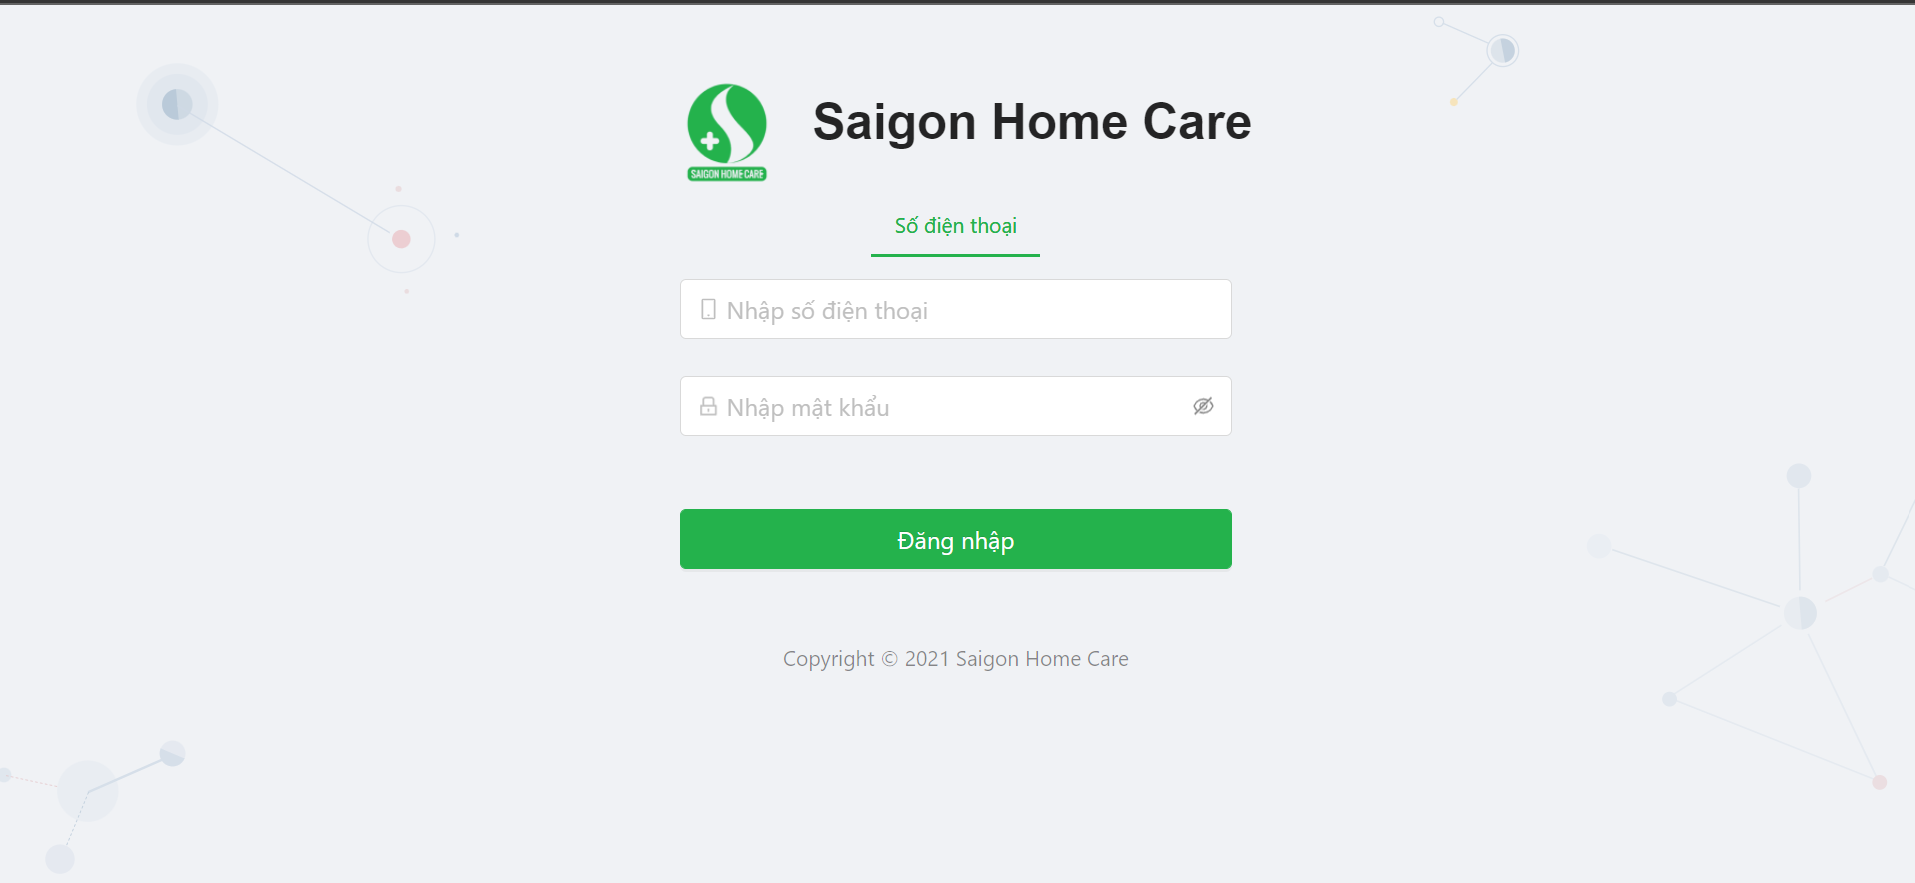 SAIGON HOME CARE
Saigon Home Care
Số điện thoại
Nhập số điện thoại
Nhập mật khẩu
Đăng nhập
Copyright © 2021 Saigon Home Care